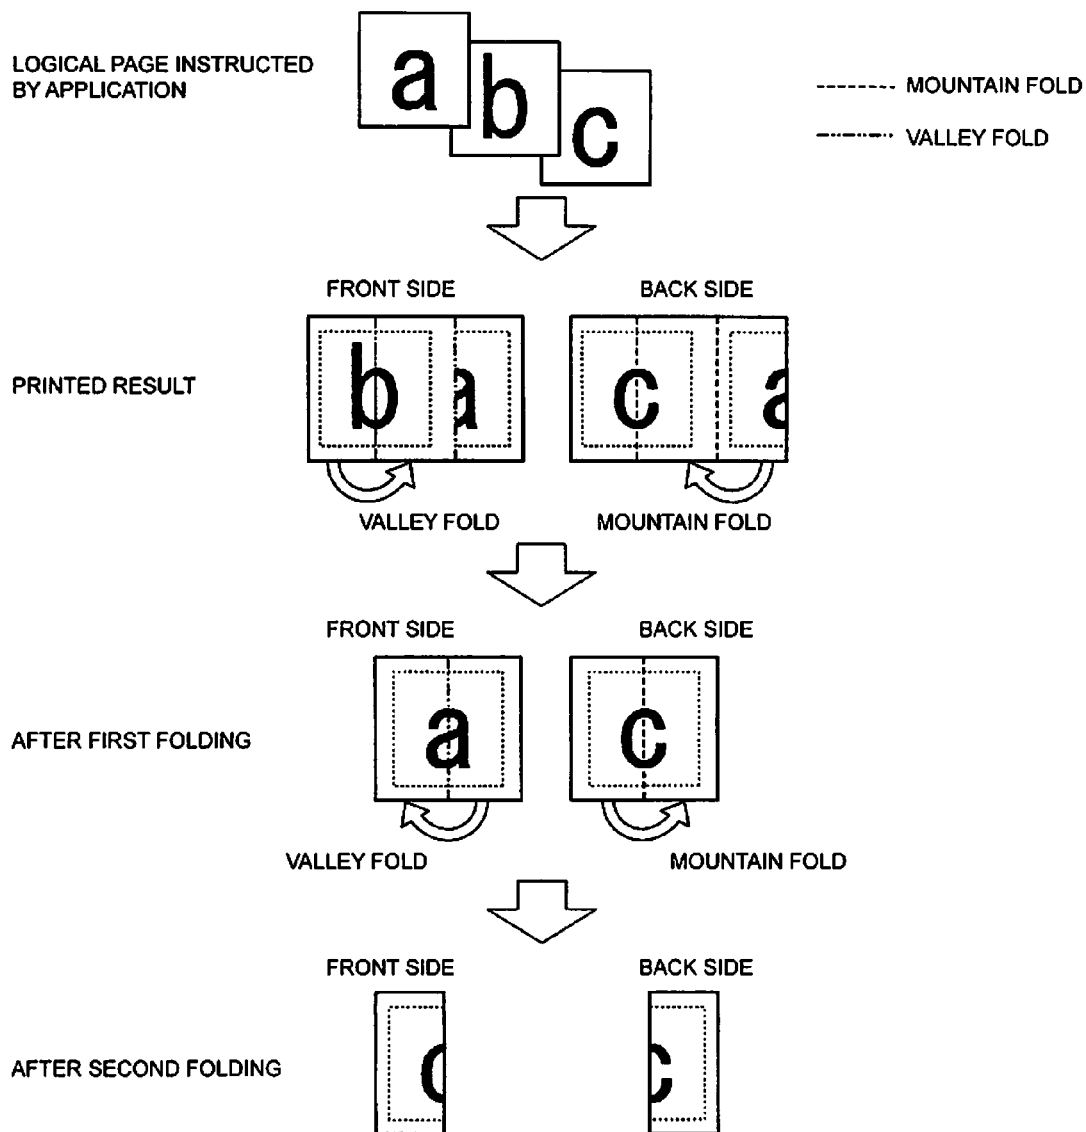 LOGICAL PAGE INSTRUCTED
BY APPLICATION
a
b
c
MOUNTAIN FOLD
VALLEY FOLD
FRONT SIDE
BACK SIDE
PRINTED RESULT
b
a
c
a
VALLEY FOLD
MOUNTAIN FOLD
FRONT SIDE
BACK SIDE
AFTER FIRST FOLDING
a
c
VALLEY FOLD
MOUNTAIN FOLD
FRONT SIDE
BACK SIDE
AFTER SECOND FOLDING
c
c